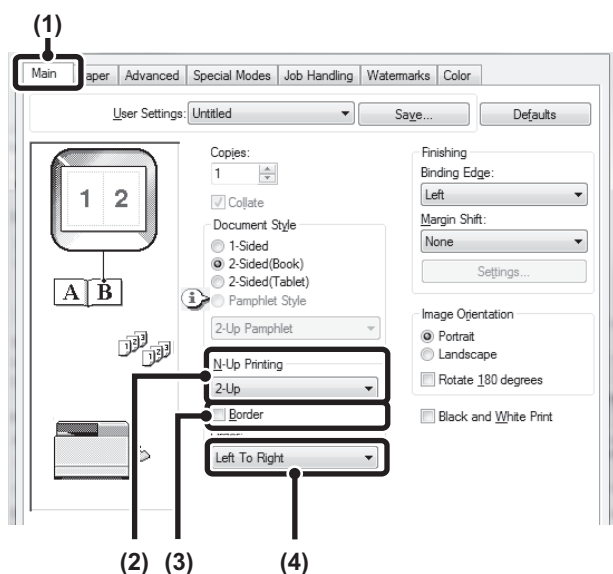 (1)
Main aper Advanced Special Modes Job Handling Watermarks Color
User Settings: Untitled Save... Defaults
1 2
A B
123 123
Copies:
1
Collate
Document Style
1-Sided
2-Sided(Book)
2-Sided(Tablet)
i Pamphlet Style
2-Up Pamphlet
N-Up Printing
2-Up
Border
Left To Right
Finishing
Binding Edge:
Left
Margin Shift:
None
Settings...
Image Orientation
Portrait
Landscape
Rotate 180 degrees
Black and White Print
(2) (3) (4)